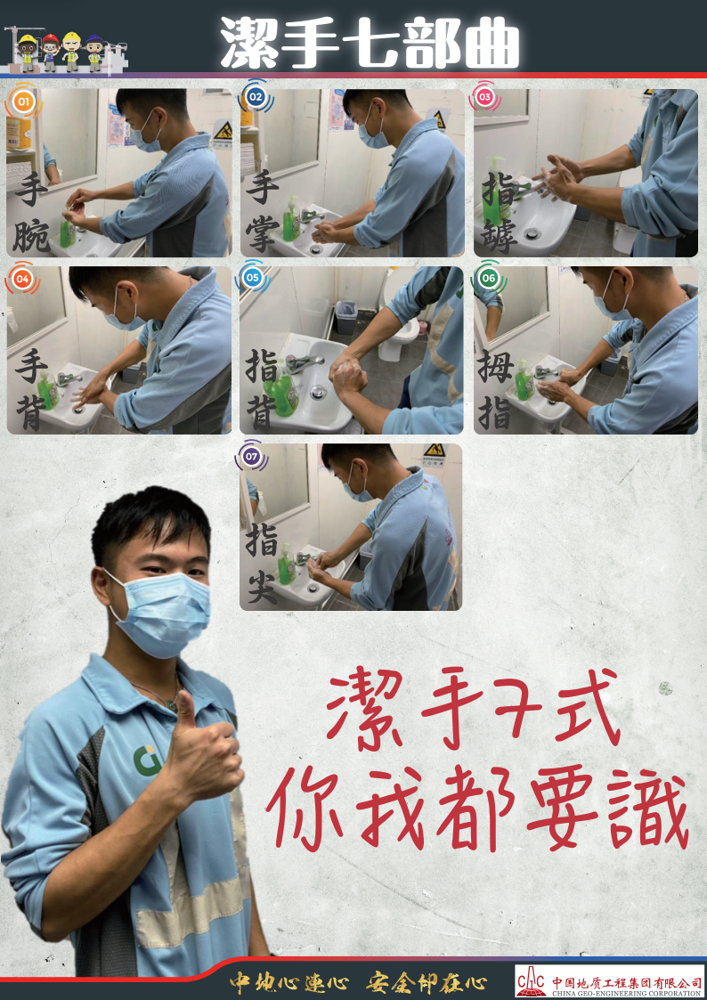 潔手七部曲
01
手腕
02
手掌
03
指罅
04
手背
05
指背
06
拇指
07
指尖
潔手7式
你我都要識
中地心連心 安全卻在心
CGC
中国地质工程集团有限公司
CHINA GEO-ENGINEERING CORPORATION